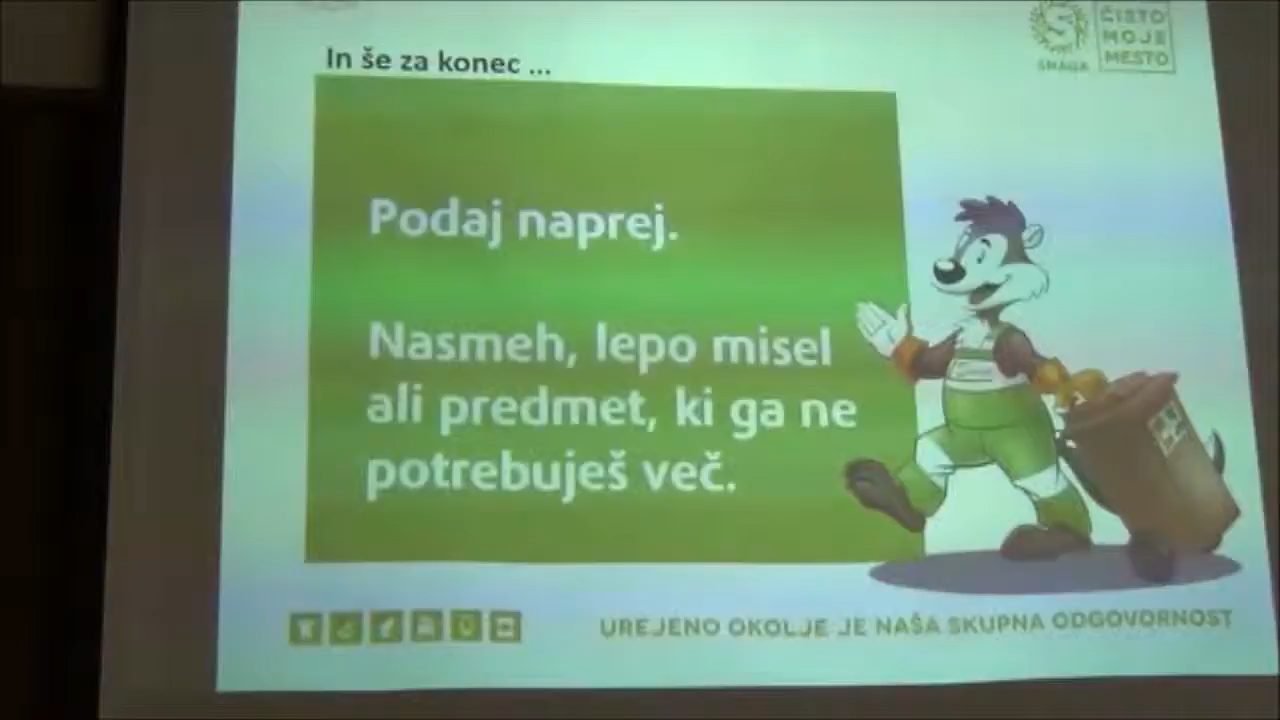 In še za konec ...
SNAGA
ČISTO
MOJE
MESTO
Podaj naprej.
Nasmeh, lepo misel
ali predmet, ki ga ne
potrebuješ več.
UREJENO OKOLJE JE NAŠA SKUPNA ODGOVORNOST